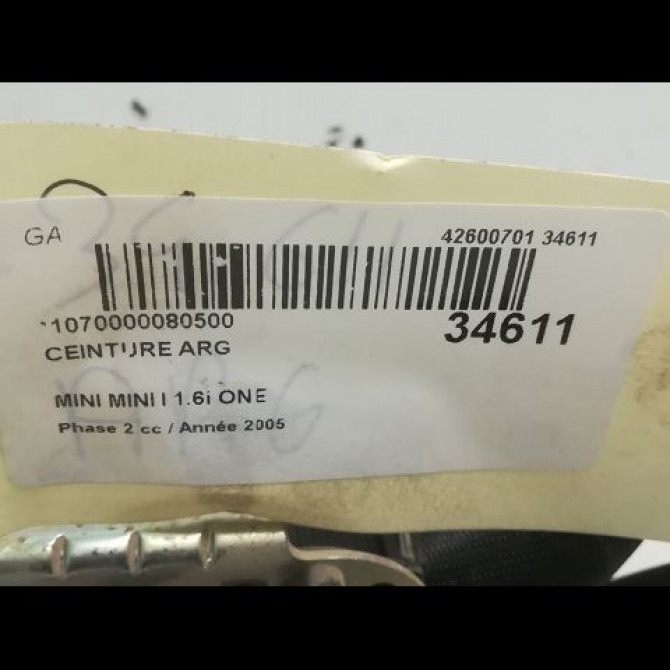 GA
42600701 34611
*1070000080500
34611
CEINTURE ARG
MINI MINI I 1.6i ONE
Phase 2 cc / Année 2005